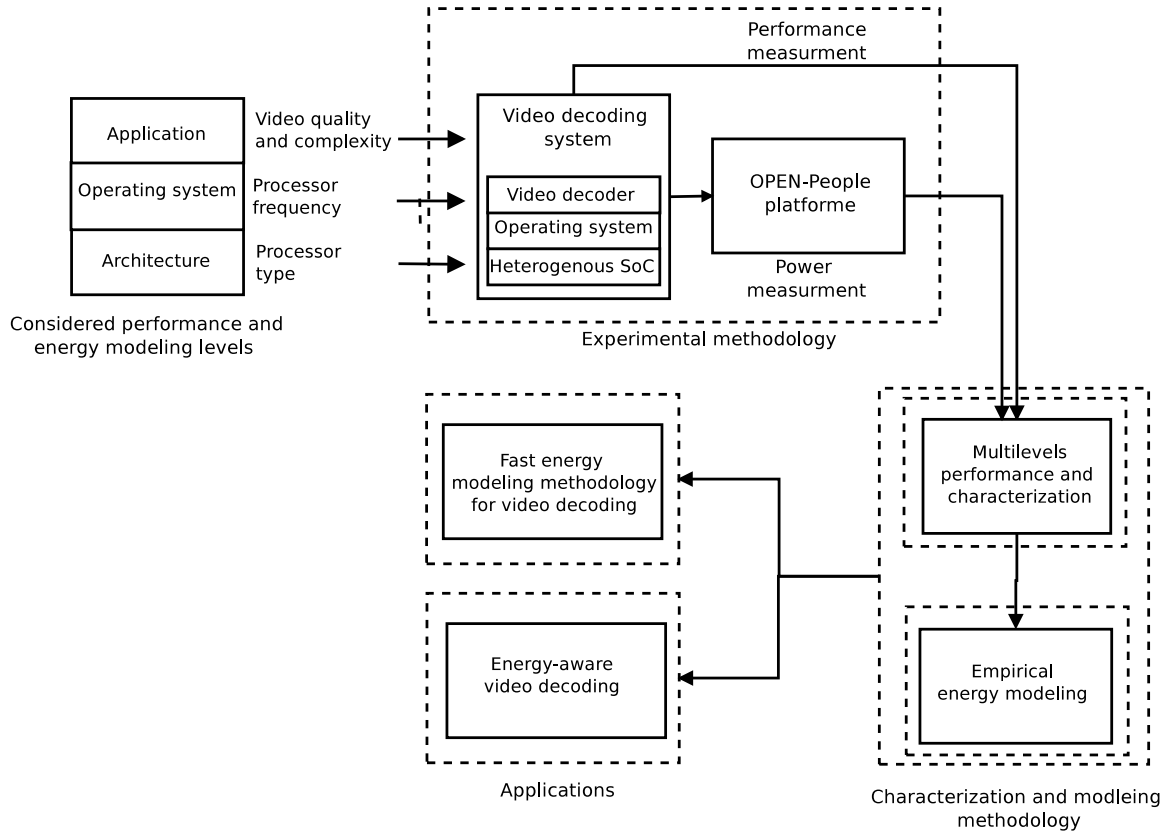 Performance
measurment
Application
Video quality
and complexity
Video decoding
system
Operating system
Processor
frequency
Video decoder
Operating system
OPEN-People
platforme
Architecture
Processor
type
Heterogenous SoC
Power
measurment
Considered performance and
energy modeling levels
Experimental methodology
Fast energy
modeling methodology
for video decoding
Multilevels
performance and
characterization
Energy-aware
video decoding
Empirical
energy modeling
Applications
Characterization and modleing
methodology